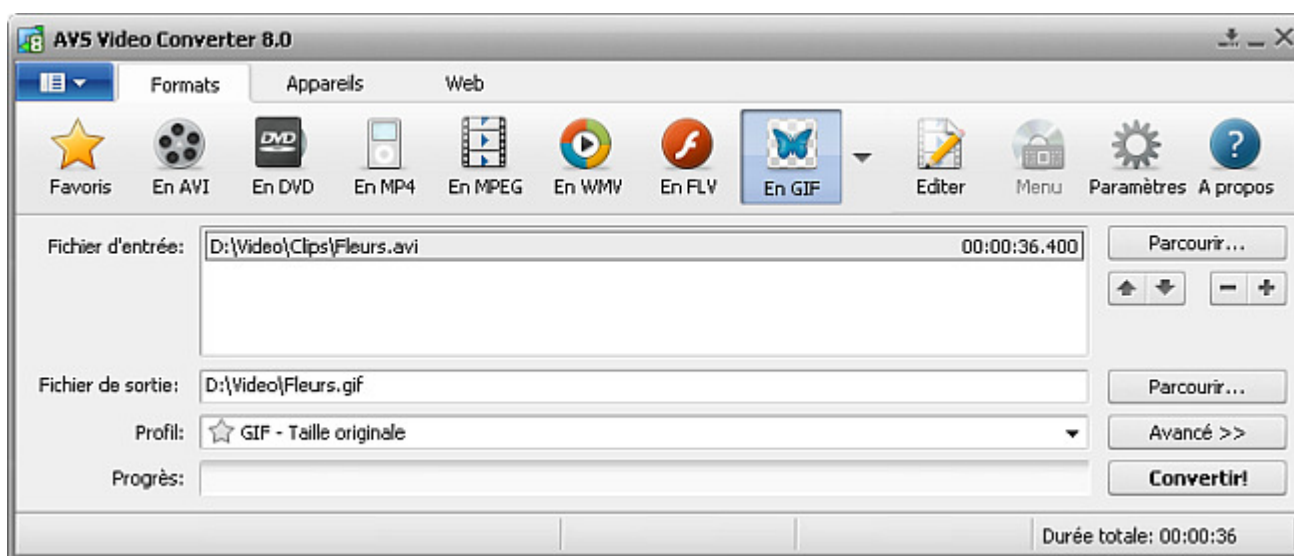 AVS Video Converter 8.0
Formats Appareils Web
Favoris En AVI En DVD En MP4 En MPEG En WMV En FLV En GIF Editer Menu Paramètres A propos
Fichier d'entrée: D:\Video\Clips\Fleurs.avi 00:00:36.400 Parcourir...
Fichier de sortie: D:\Video\Fleurs.gif Parcourir...
Profil: GIF - Taille originale Avancé >>
Progrès: Convertir!
Durée totale: 00:00:36